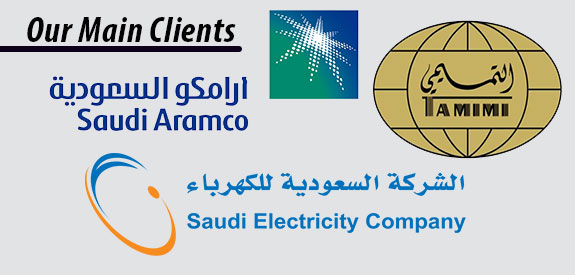 Our Main Clients
ارامكو السعودية
Saudi Aramco
التميمي
TAMIMI
الشركة السعودية للكهرباء
Saudi Electricity Company